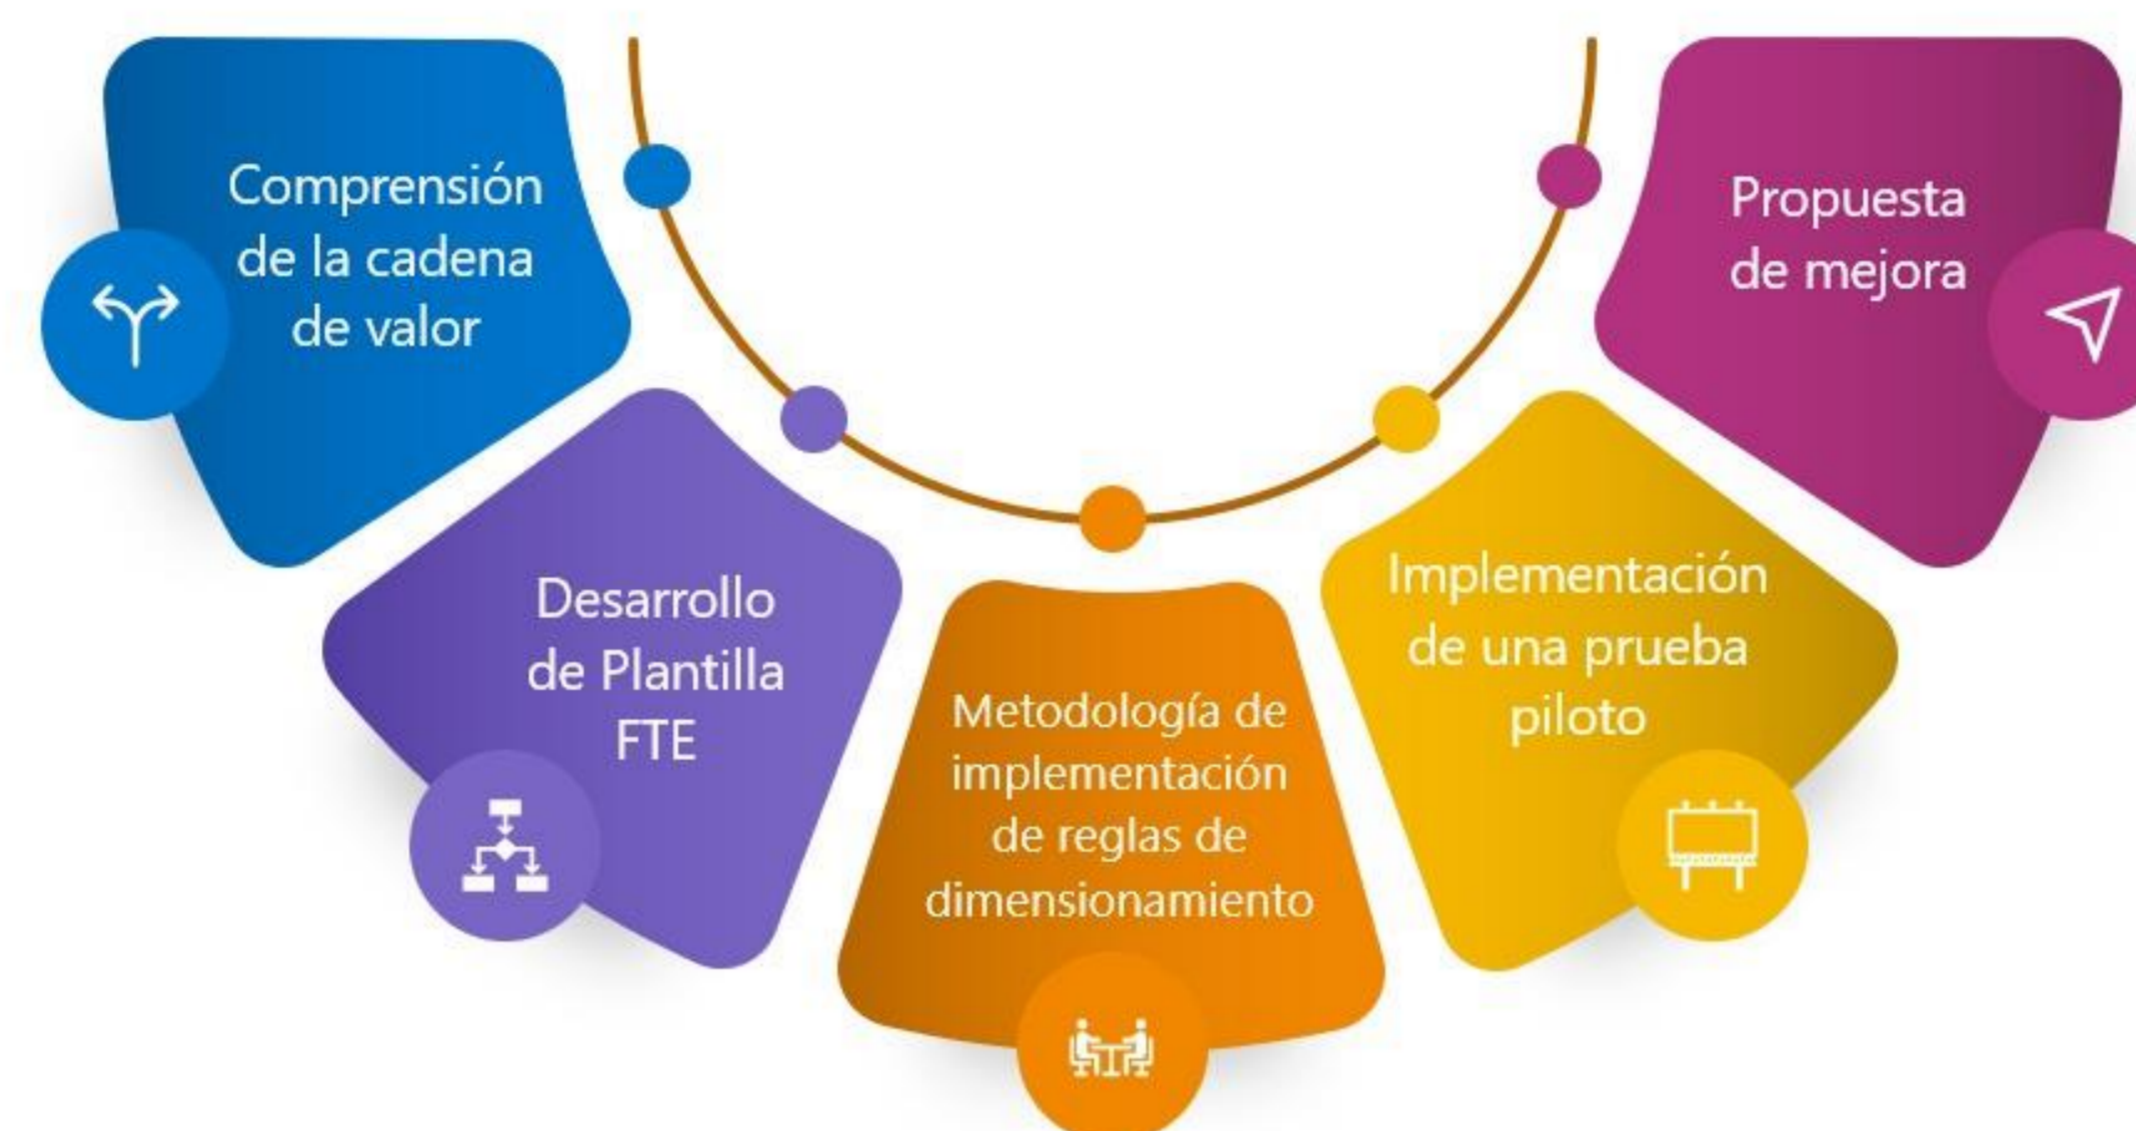 Comprensión
de la cadena
de valor
Desarrollo
de Plantilla
FTE
Metodología de
implementación
de reglas de
dimensionamiento
Implementación
de una prueba
piloto
Propuesta
de mejora